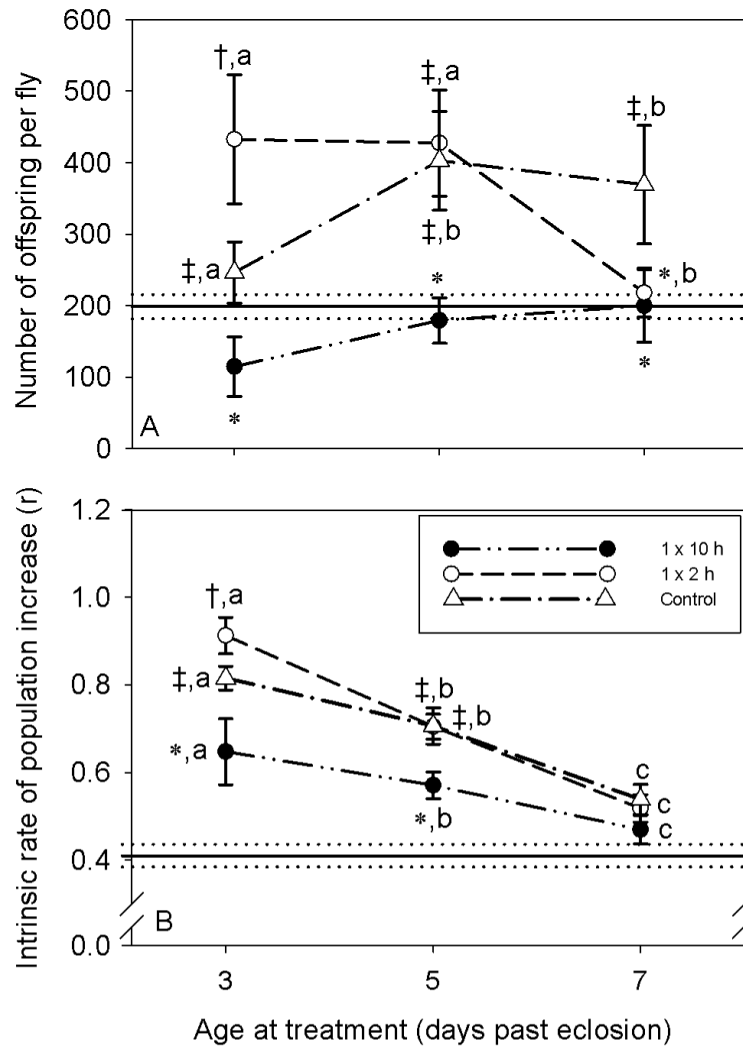 600
500
400
300
200
100
0
Number of offspring per fly
†,a
‡,a
‡,b
‡,a
‡,b
*
*,b
*
*
A
1.2
1.0
0.8
0.6
0.4
0.0
Intrinsic rate of population increase (r)
1 x 10 h
1 x 2 h
Control
†,a
‡,a
*,a
‡,b
‡,b
*,b
c
c
c
B
3
5
7
Age at treatment (days past eclosion)